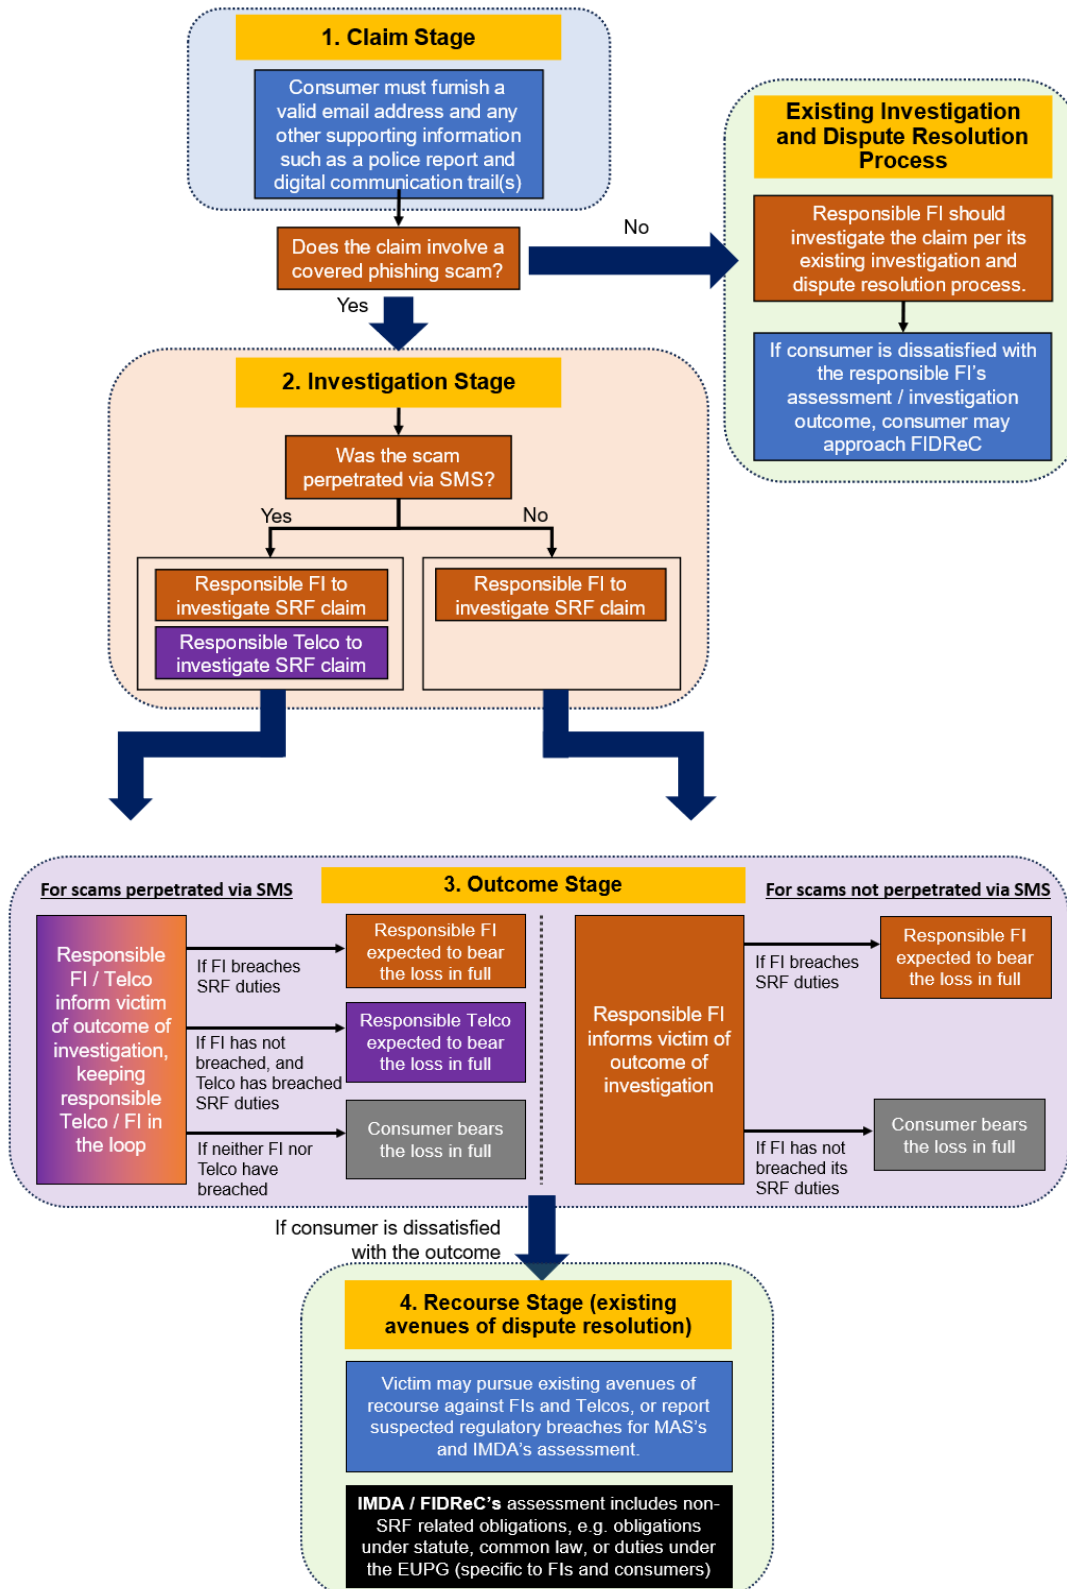 1. Claim Stage
Consumer must furnish a
valid email address and any
other supporting information
such as a police report and
digital communication trail(s)
Does the claim involve a
covered phishing scam?
No
Yes
Existing Investigation
and Dispute Resolution
Process
Responsible FI should
investigate the claim per its
existing investigation and
dispute resolution process.
If consumer is dissatisfied with
the responsible FI's
assessment / investigation
outcome, consumer may
approach FIDReC
2. Investigation Stage
Was the scam
perpetrated via SMS?
Yes
No
Responsible FI to
investigate SRF claim
Responsible Telco to
investigate SRF claim
Responsible FI to
investigate SRF claim
3. Outcome Stage
For scams perpetrated via SMS
Responsible
FI / Telco
inform victim
of outcome of
investigation,
keeping
responsible
Telco / FI in
the loop
If FI breaches
SRF duties
Responsible FI
expected to bear
the loss in full
If FI has not
breached, and
Telco has breached
SRF duties
Responsible Telco
expected to bear
the loss in full
If neither FI nor
Telco have
breached
Consumer bears
the loss in full
For scams not perpetrated via SMS
Responsible FI
informs victim of
outcome of
investigation
If FI breaches
SRF duties
Responsible FI
expected to bear
the loss in full
If FI has not
breached its
SRF duties
Consumer bears
the loss in full
If consumer is dissatisfied
with the outcome
4. Recourse Stage (existing
avenues of dispute resolution)
Victim may pursue existing avenues of
recourse against FIs and Telcos, or report
suspected regulatory breaches for MAS's
and IMDA's assessment.
IMDA / FIDReC's assessment includes non-
SRF related obligations, e.g. obligations
under statute, common law, or duties under
the EUPG (specific to FIs and consumers)